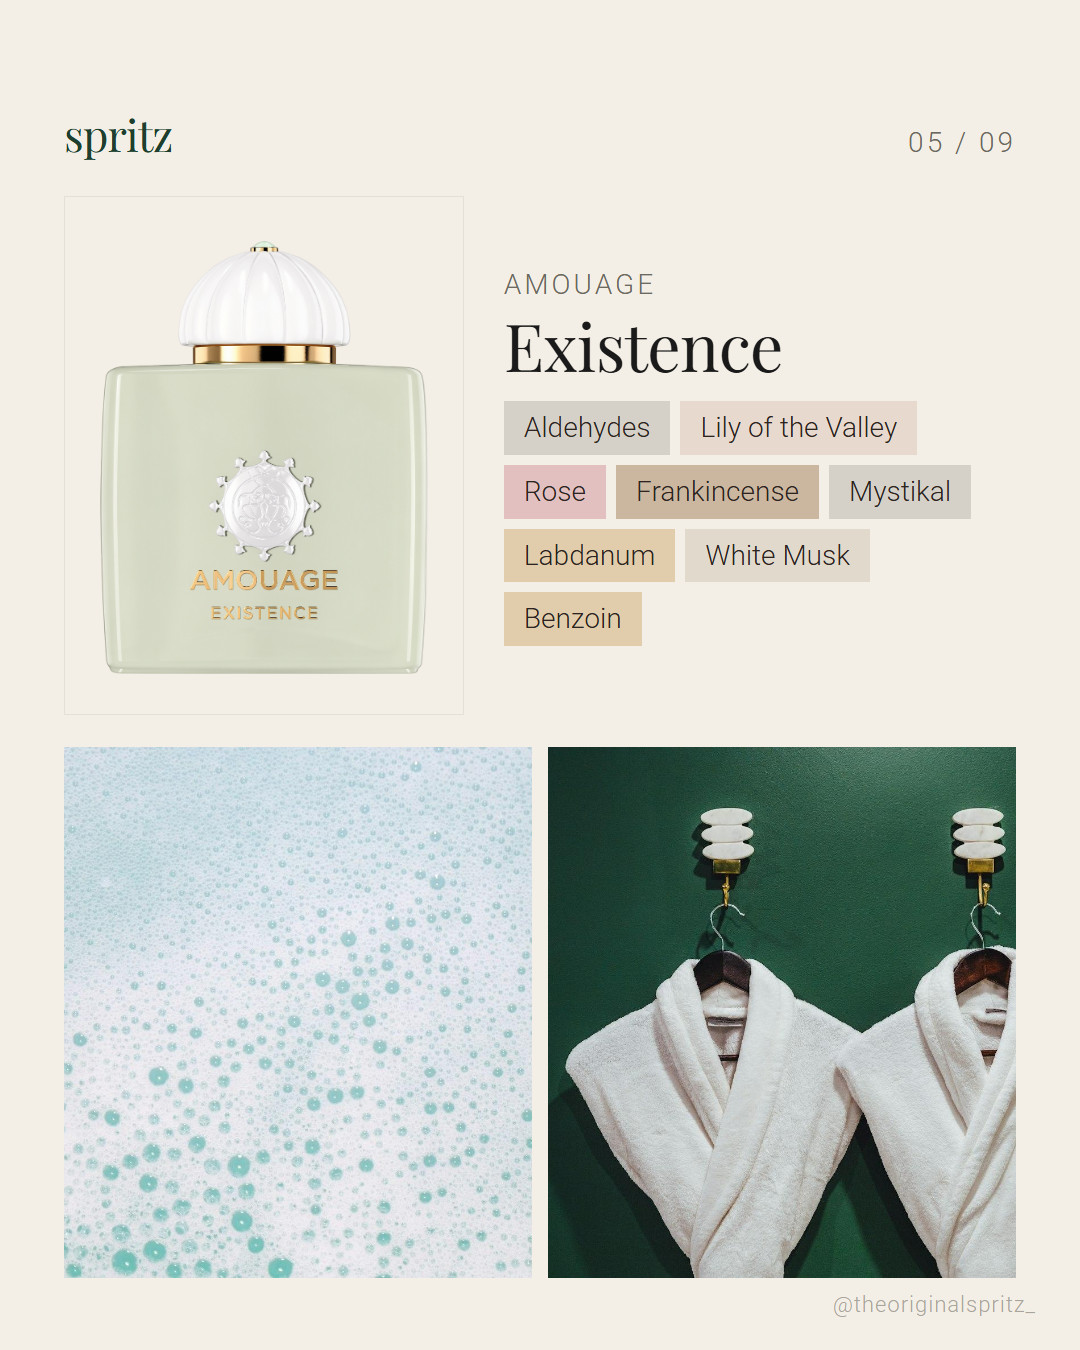 spritz
05 / 09
AMOUAGE
Existence
Aldehydes
Lily of the Valley
Rose
Frankincense
Mystikal
Labdanum
White Musk
Benzoin
AMOUAGE
EXISTENCE
@theoriginalspritz_